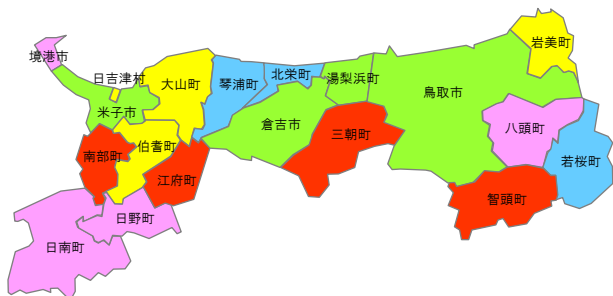 岩美町
境港市
日吉津村
大山町
琴浦町
北栄町
湯梨浜町
鳥取市
米子市
倉吉市
三朝町
八頭町
南部町
伯耆町
江府町
若桜町
智頭町
日野町
日南町